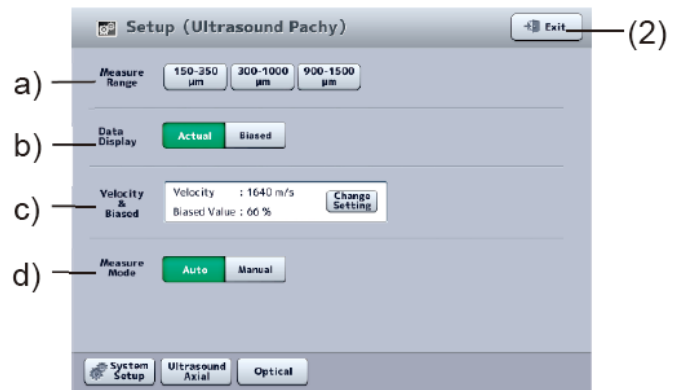 Setup (Ultrasound Pachy)
Exit
(2)
a)
Measure
Range
150-350
μm
300-1000
μm
900-1500
μm
b)
Data
Display
Actual
Biased
c)
Velocity
&
Biased
Velocity : 1640 m/s
Biased Value : 66 %
Change
Setting
d)
Measure
Mode
Auto
Manual
System
Setup
Ultrasound
Axial
Optical